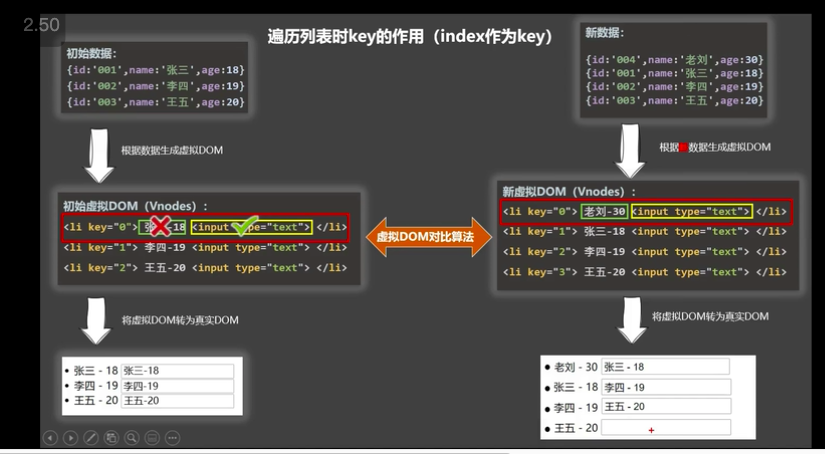 2.50
遍历列表时key的作用（index作为key）
初始数据：
{id:'001',name:'张三',age:18}
{id:'002',name:'李四',age:19}
{id:'003',name:'王五',age:20}
根据数据生成虚拟DOM
初始虚拟DOM（Vnodes）：
<li key="0"> 张三-18 <input type="text"> </li>
<li key="1"> 李四-19 <input type="text"> </li>
<li key="2"> 王五-20 <input type="text"> </li>
将虚拟DOM转为真实DOM
• 张三 - 18 张三-18
• 李四 - 19 李四-19
• 王五 - 20 王五-20
虚拟DOM对比算法
新数据：
{id:'004',name:'老刘',age:30}
{id:'001',name:'张三',age:18}
{id:'002',name:'李四',age:19}
{id:'003',name:'王五',age:20}
根据 数据生成虚拟DOM
新虚拟DOM（Vnodes）：
<li key="0"> 老刘-30 <input type="text"> </li>
<li key="1"> 张三-18 <input type="text"> </li>
<li key="2"> 李四-19 <input type="text"> </li>
<li key="3"> 王五-20 <input type="text"> </li>
将虚拟DOM转为真实DOM
• 老刘 - 30 张三 - 18
• 张三 - 18 李四 - 19
• 李四 - 19 王五 - 20
• 王五 - 20